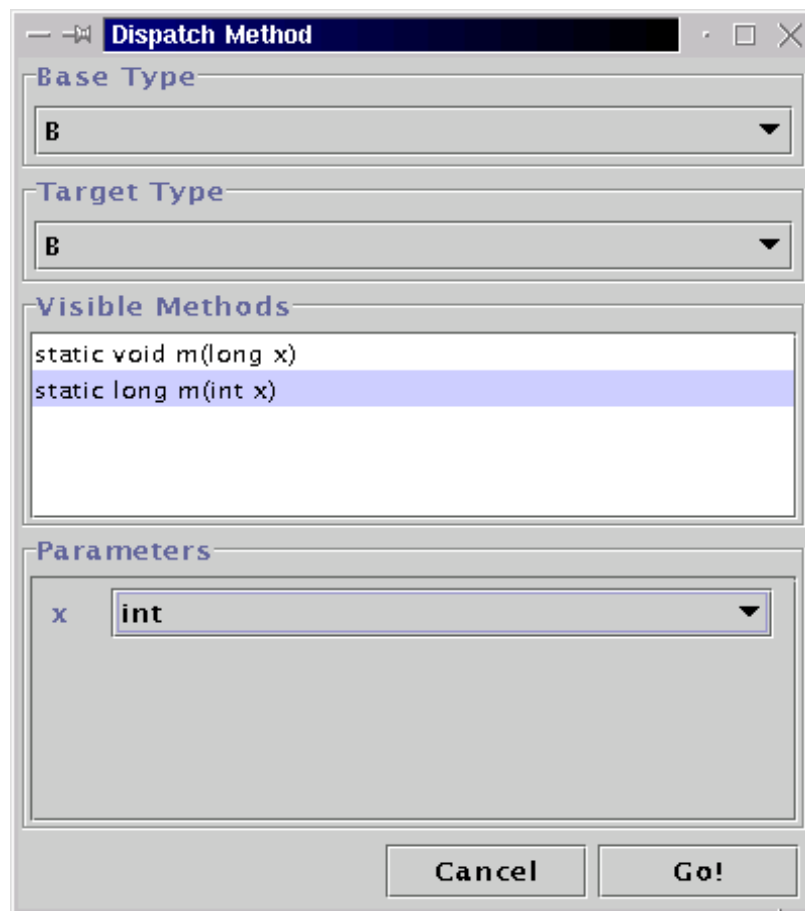 Dispatch Method
Base Type
B
Target Type
B
Visible Methods
static void m(long x)
static long m(int x)
Parameters
x int
Cancel Go!